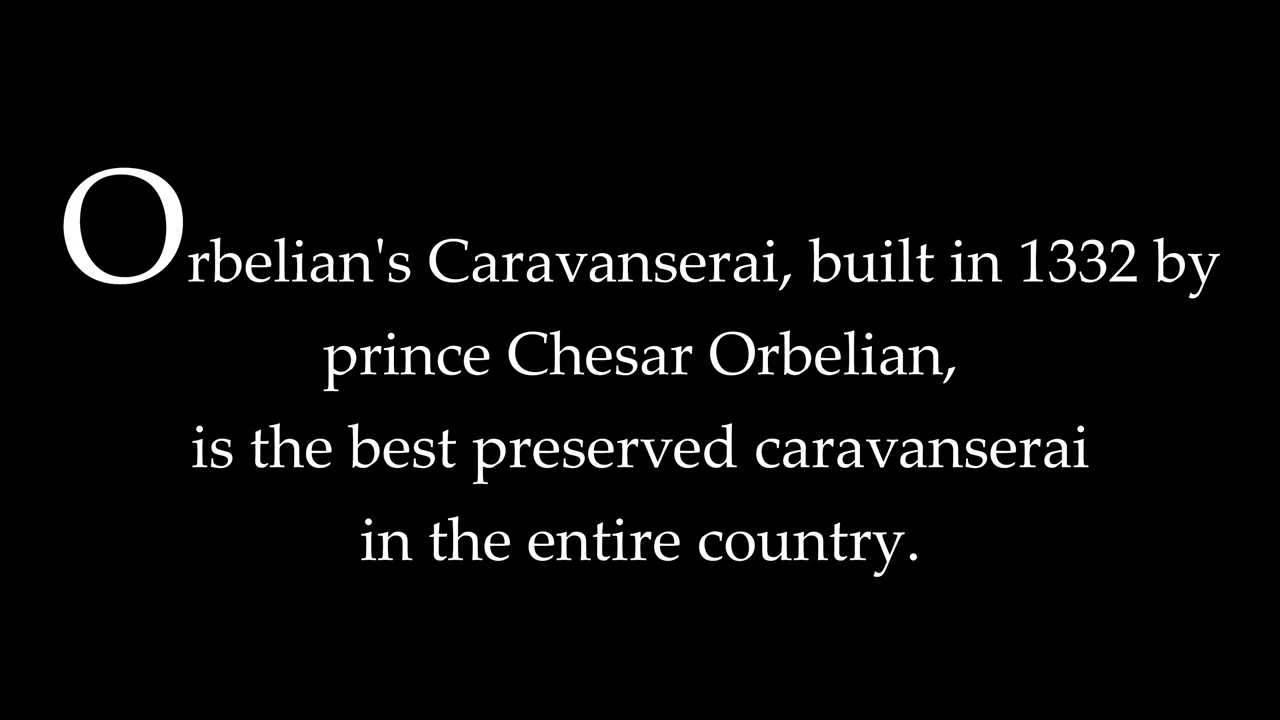 Orbelian's Caravanserai, built in 1332 by
prince Chesar Orbelian,
is the best preserved caravanserai
in the entire country.